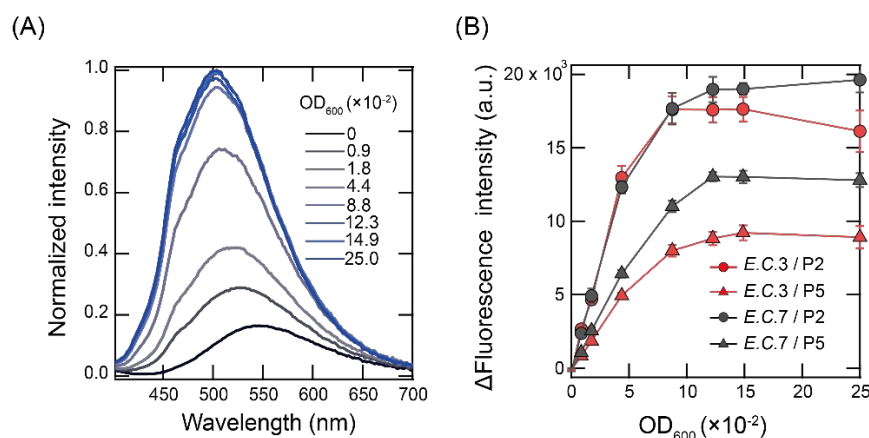 (A)
Normalized intensity
1.0
0.8
0.6
0.4
0.2
0.0
OD600 (×10-2)
0
0.9
1.8
4.4
8.8
12.3
14.9
25.0
450 500 550 600 650 700
Wavelength (nm)
(B)
ΔFluorescence intensity (a.u.)
20 x 103
15
10
5
0
E.C.3 / P2
E.C.3 / P5
E.C.7 / P2
E.C.7 / P5
0 5 10 15 20 25
OD600 (×10-2)